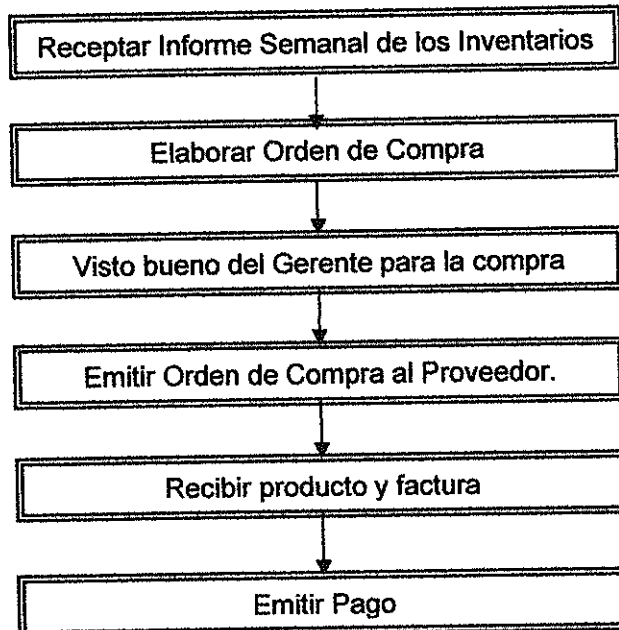 Receptar Informe Semanal de los Inventarios
Elaborar Orden de Compra
Visto bueno del Gerente para la compra
Emitir Orden de Compra al Proveedor.
Recibir producto y factura
Emitir Pago